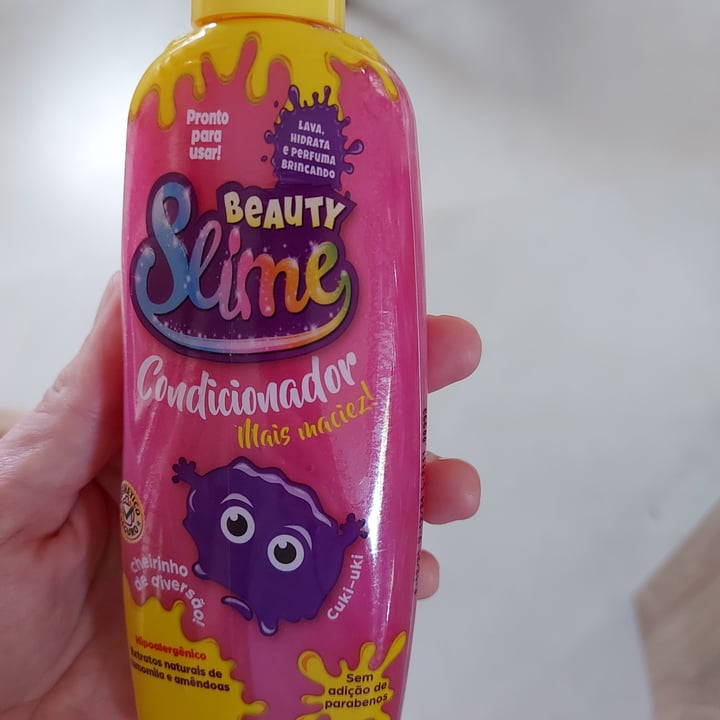 Pronto
para
usar!
LAVA,
HIDRATA
E PERFUMA
BRINCANDO
BEAUTY
Slime
Condicionador
Mais maciez!
cheirinho
de diversão!
Cuki-uki
Hipoalergênico
Extratos naturais de
camomila e amêndoas
Sem
adição de
parabenos